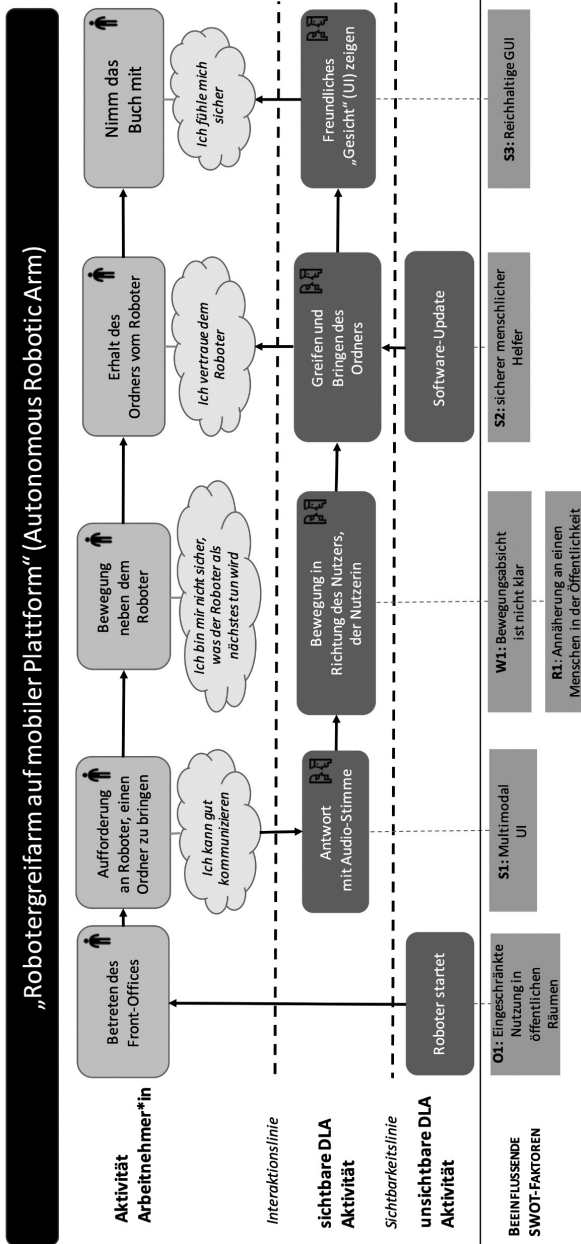 „Robotergreifarm auf mobiler Plattform“ (Autonomous Robotic Arm)
Aktivität
Arbeitnehmer*in
Betreten des
Front-Offices
Aufforderung
an Roboter, einen
Ordner zu bringen
Bewegung
neben dem
Roboter
Erhalt des
Ordners vom Roboter
Nimm das
Buch mit
Ich kann gut
kommunizieren
Ich bin mir nicht sicher,
was der Roboter als
nächstes tun wird
Ich vertraue dem
Roboter
Ich fühle mich
sicher
Interaktionslinie
sichtbare DLA
Aktivität
Antwort
mit Audio-Stimme
Bewegung in
Richtung des Nutzers,
der Nutzerin
Greifen und
Bringen des
Ordners
Freundliches
„Gesicht“ (UI) zeigen
Sichtbarkeitslinie
unsichtbare DLA
Aktivität
Roboter startet
Software-Update
BEEINFLUSSENDE
SWOT-FAKTOREN
O1: Eingeschränkte
Nutzung in
öffentlichen
Räumen
S1: Multimodal
UI
W1: Bewegungsabsicht
ist nicht klar
R1: Annäherung an einen
Menschen in der Öffentlichkeit
S2: sicherer menschlicher
Helfer
S3: Reichhaltige GUI